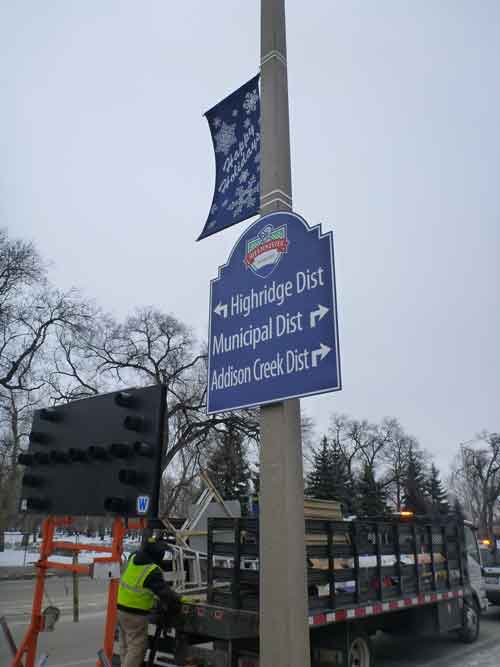 Happy
Holidays
Highridge Dist
Municipal Dist
Addison Creek Dist
W